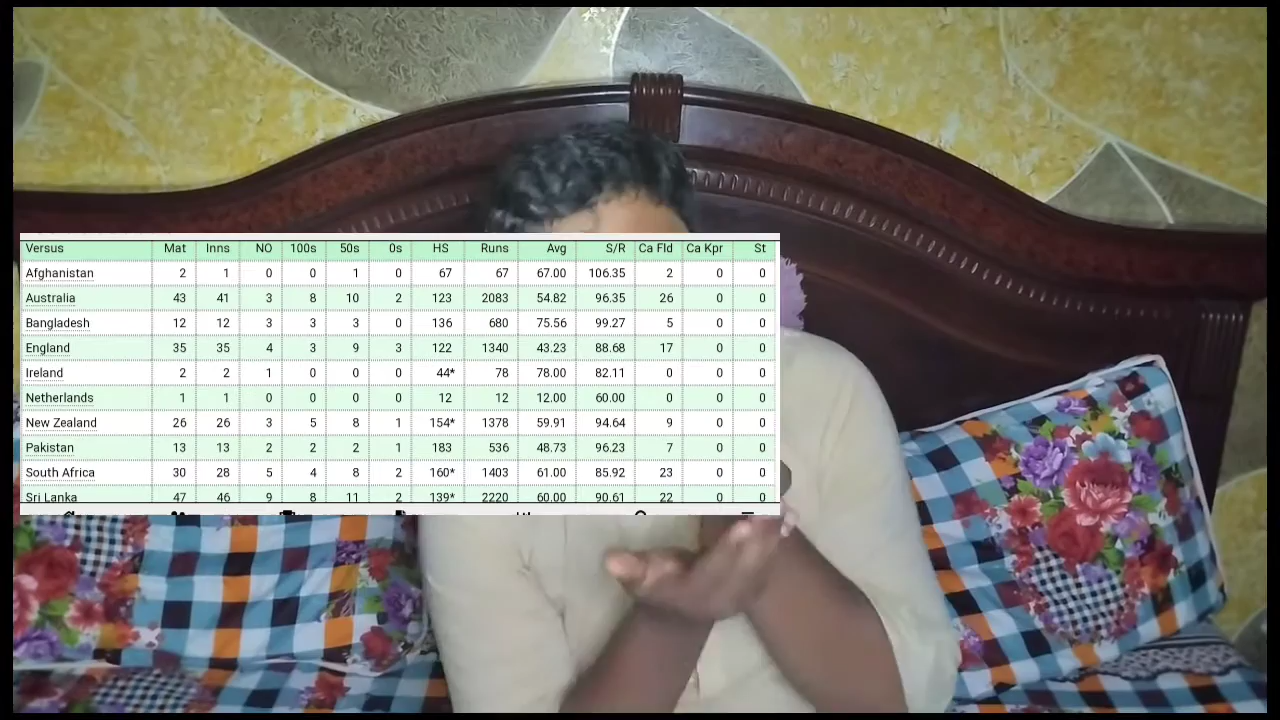 Versus Mat Inns NO 100s 50s 0s HS Runs Avg S/R Ca Fld Ca Kpr St
Afghanistan 2 1 0 0 1 0 67 67 67.00 106.35 2 0 0
Australia 43 41 3 8 10 2 123 2083 54.82 96.35 26 0 0
Bangladesh 12 12 3 3 3 0 136 680 75.56 99.27 5 0 0
England 35 35 4 3 9 3 122 1340 43.23 88.68 17 0 0
Ireland 2 2 1 0 0 0 44* 78 78.00 82.11 0 0 0
Netherlands 1 1 0 0 0 0 12 12 12.00 60.00 0 0 0
New Zealand 26 26 3 5 8 1 154* 1378 59.91 94.64 9 0 0
Pakistan 13 13 2 2 2 1 183 536 48.73 96.23 7 0 0
South Africa 30 28 5 4 8 2 160* 1403 61.00 85.92 23 0 0
Sri Lanka 47 46 9 8 11 2 139* 2220 60.00 90.61 22 0 0